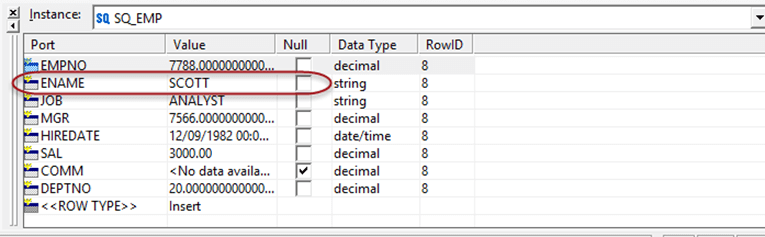 Instance: SQ SQ_EMP
Port Value Null Data Type RowID
EMPNO 7788.0000000000... decimal 8
ENAME SCOTT string 8
JOB ANALYST string 8
MGR 7566.0000000000... decimal 8
HIREDATE 12/09/1982 00:0... date/time 8
SAL 3000.00 decimal 8
COMM <No data availa... decimal 8
DEPTNO 20.000000000000... decimal 8
<<ROW TYPE>> Insert